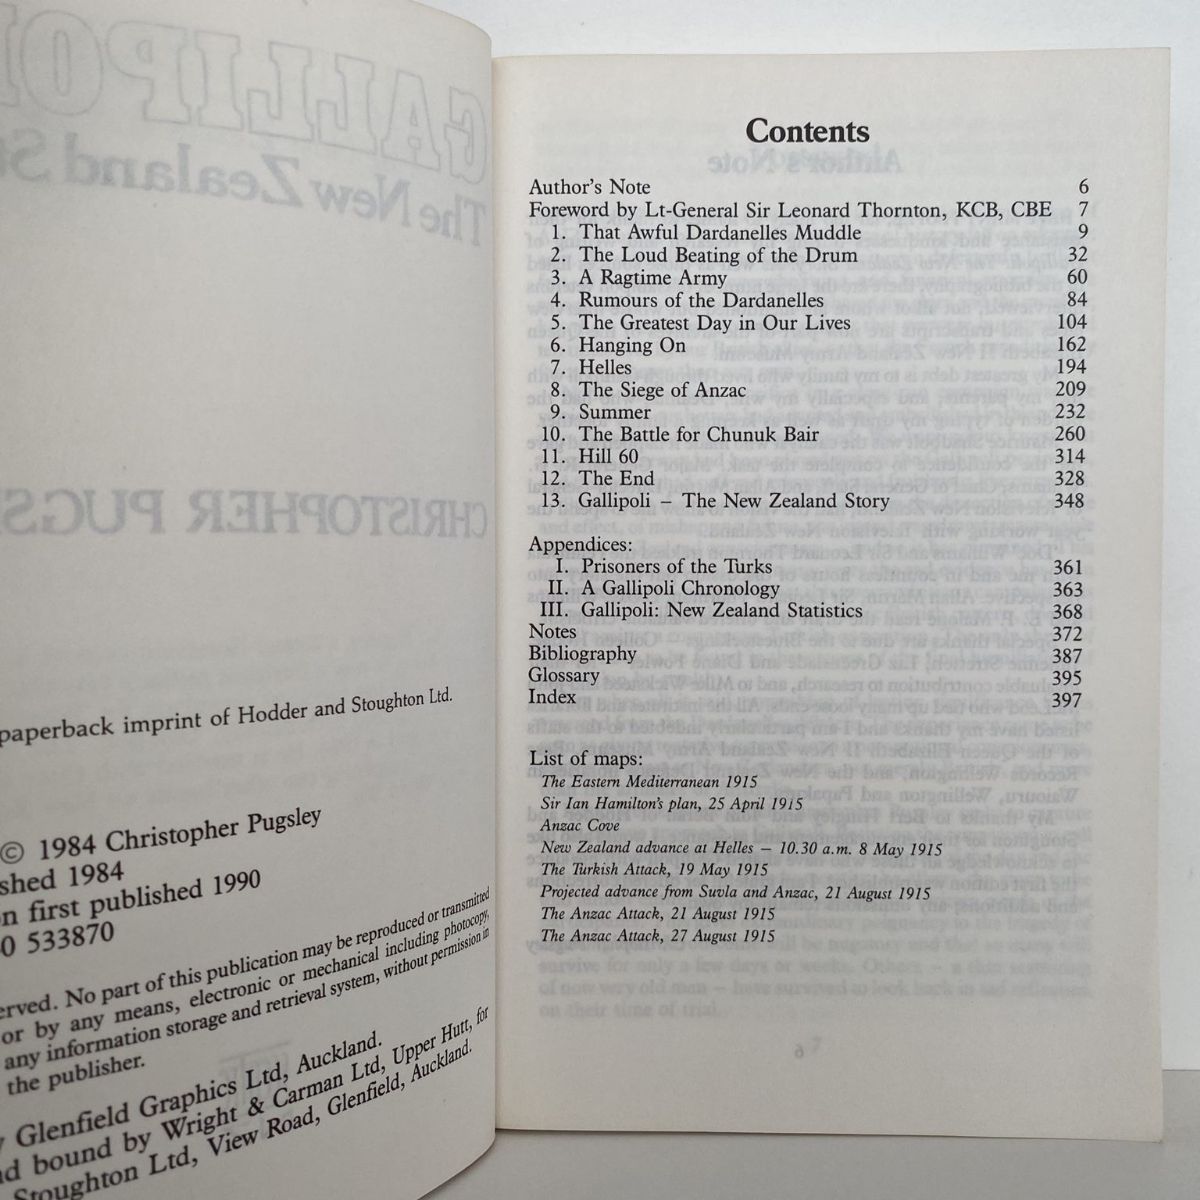 GALLIPO
The New Zealand St
CHRISTOPHER PUGS
paperback imprint of Hodder and Stoughton Ltd.
© 1984 Christopher Pugsley
shed 1984
on first published 1990
0 533870
erved. No part of this publication may be reproduced or transmitted
or by any means, electronic or mechanical including photocopy,
any information storage and retrieval system, without permission in
the publisher.
y Glenfield Graphics Ltd, Auckland.
nd bound by Wright & Carman Ltd, Upper Hutt, for
Stoughton Ltd, View Road, Glenfield, Auckland.
Contents
Author's Note 6
Foreword by Lt-General Sir Leonard Thornton, KCB, CBE 7
1. That Awful Dardanelles Muddle 9
2. The Loud Beating of the Drum 32
3. A Ragtime Army 60
4. Rumours of the Dardanelles 84
5. The Greatest Day in Our Lives 104
6. Hanging On 162
7. Helles 194
8. The Siege of Anzac 209
9. Summer 232
10. The Battle for Chunuk Bair 260
11. Hill 60 314
12. The End 328
13. Gallipoli – The New Zealand Story 348
Appendices:
I. Prisoners of the Turks 361
II. A Gallipoli Chronology 363
III. Gallipoli: New Zealand Statistics 368
Notes 372
Bibliography 387
Glossary 395
Index 397
List of maps:
The Eastern Mediterranean 1915
Sir Ian Hamilton's plan, 25 April 1915
Anzac Cove
New Zealand advance at Helles – 10.30 a.m. 8 May 1915
The Turkish Attack, 19 May 1915
Projected advance from Suvla and Anzac, 21 August 1915
The Anzac Attack, 21 August 1915
The Anzac Attack, 27 August 1915